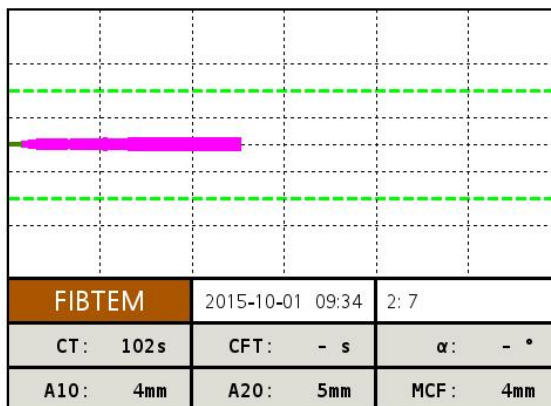 FIBTEM 2015-10-01 09:34 2: 7
CT: 102s CFT: - s α: - °
A10: 4mm A20: 5mm MCF: 4mm